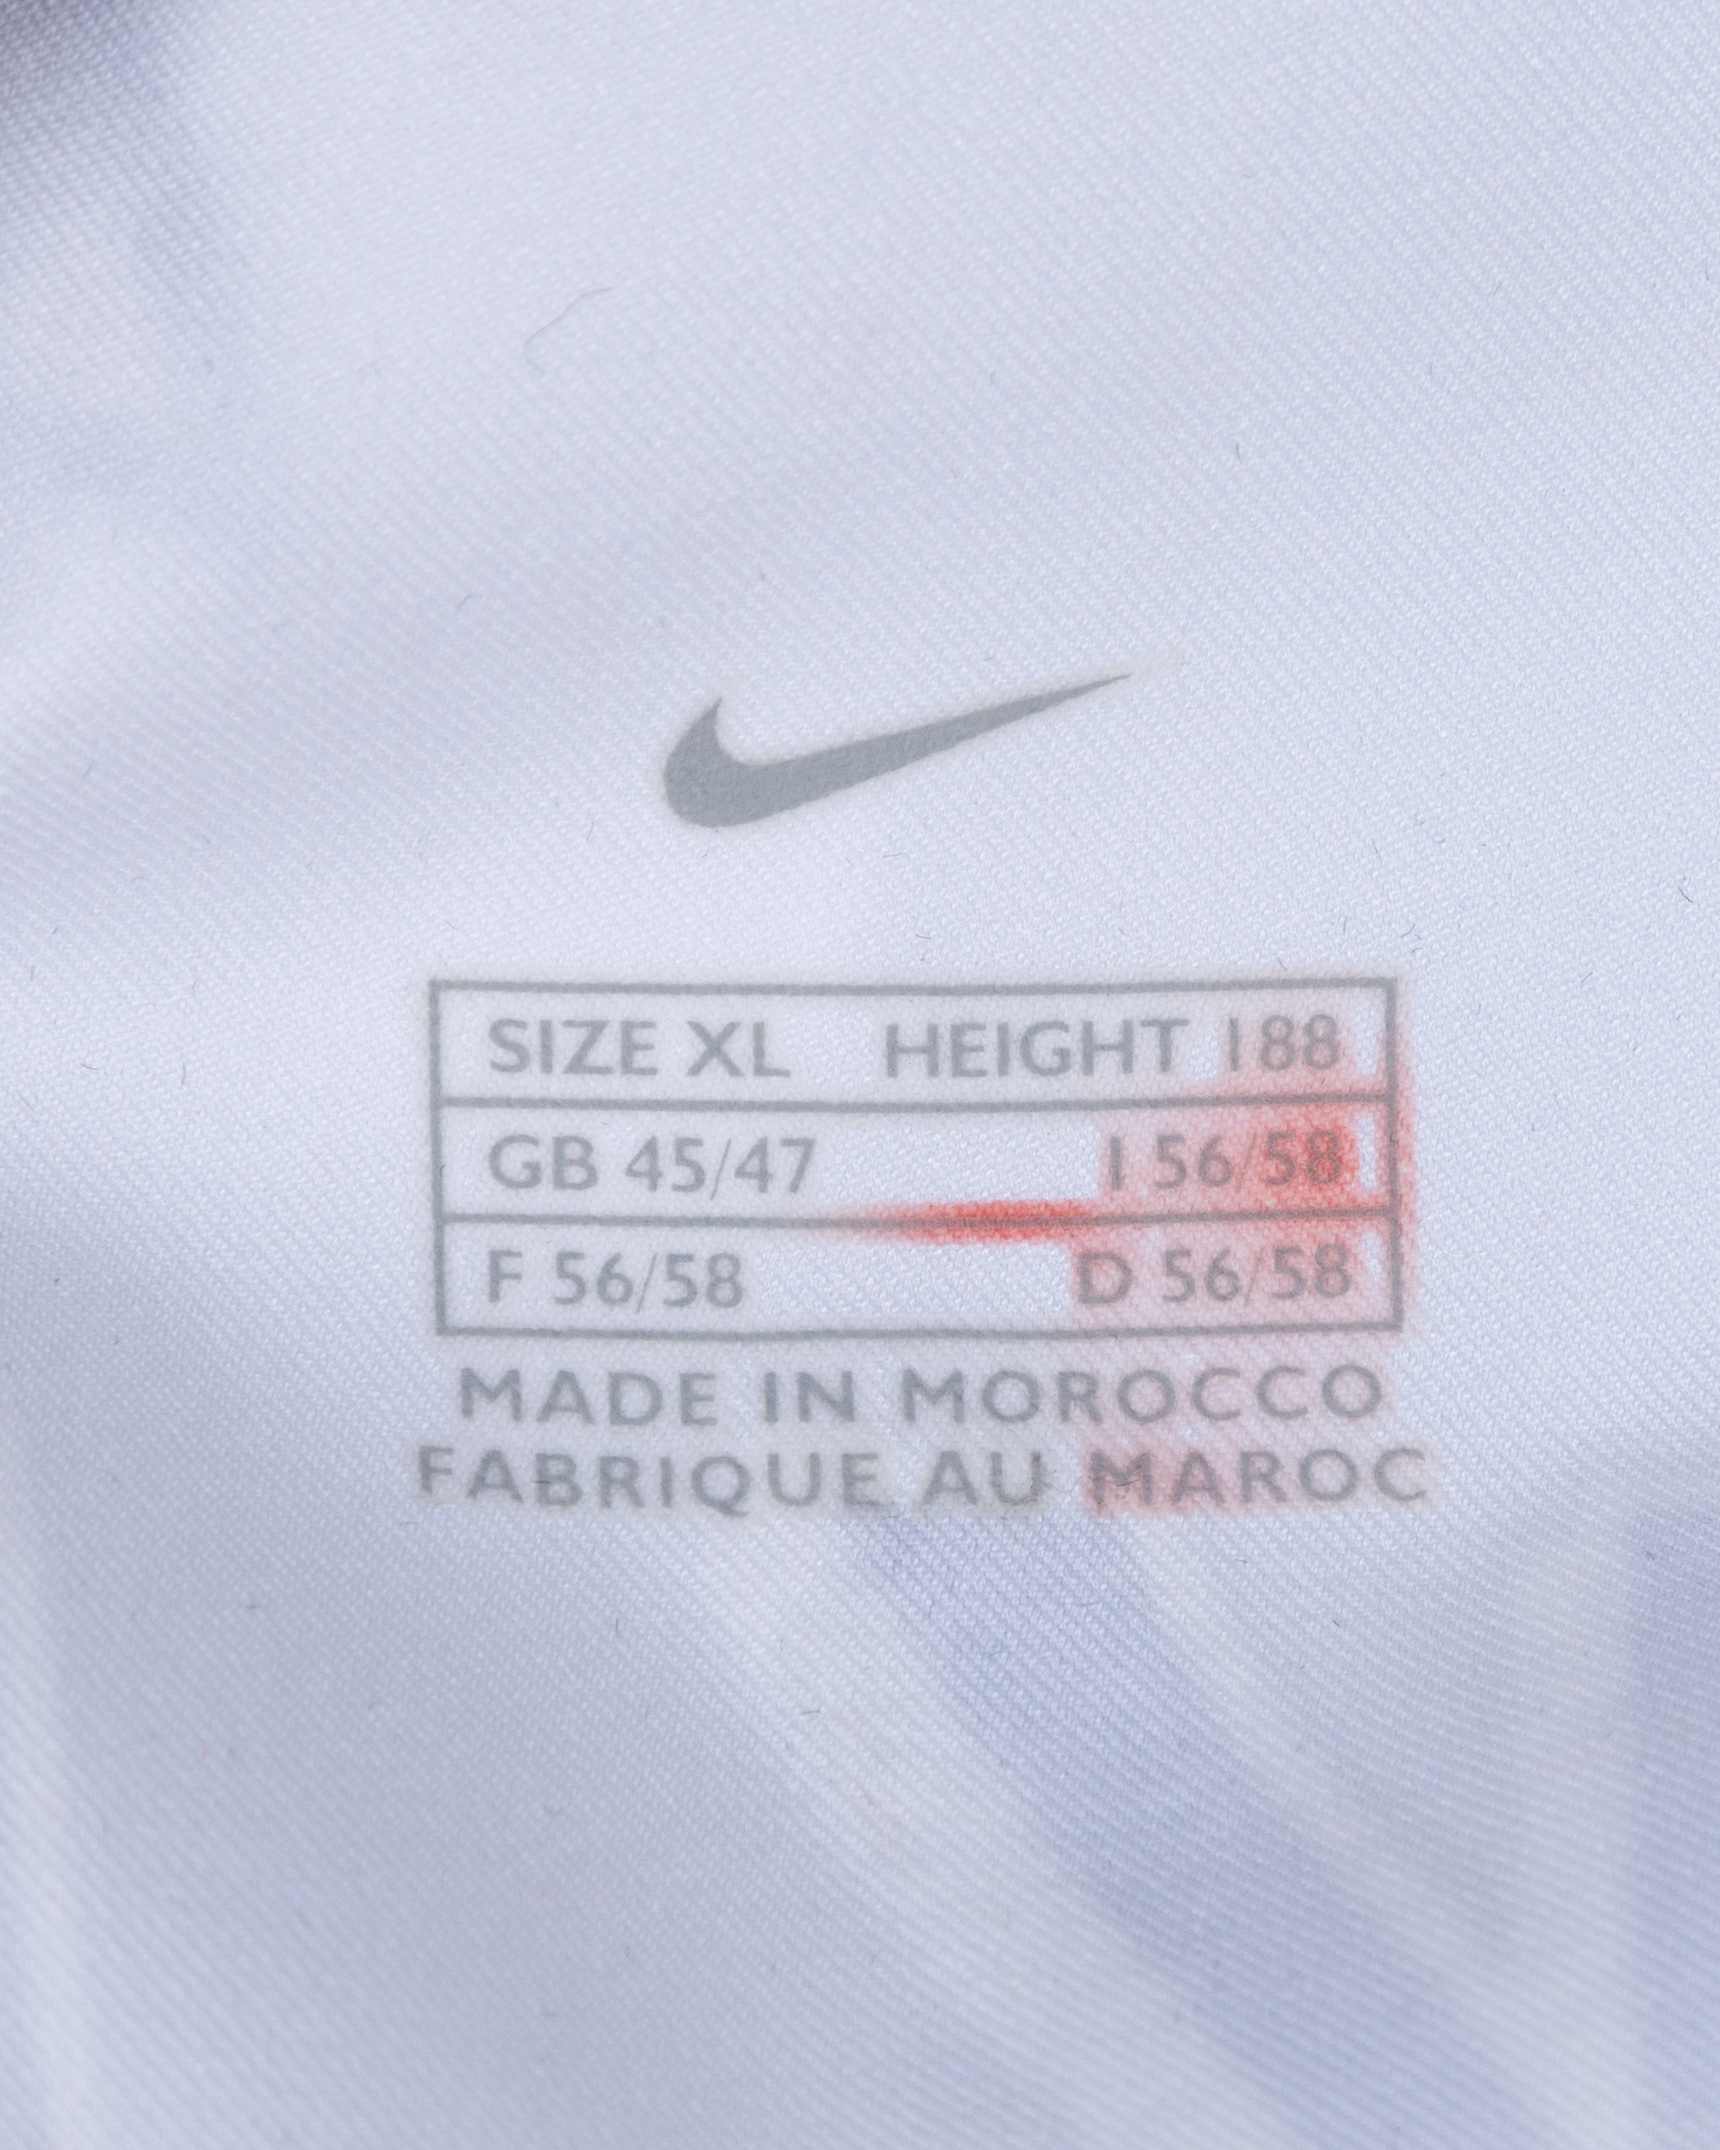 SIZE XL HEIGHT 188
GB 45/47 I 56/58
F 56/58 D 56/58
MADE IN MOROCCO
FABRIQUE AU MAROC